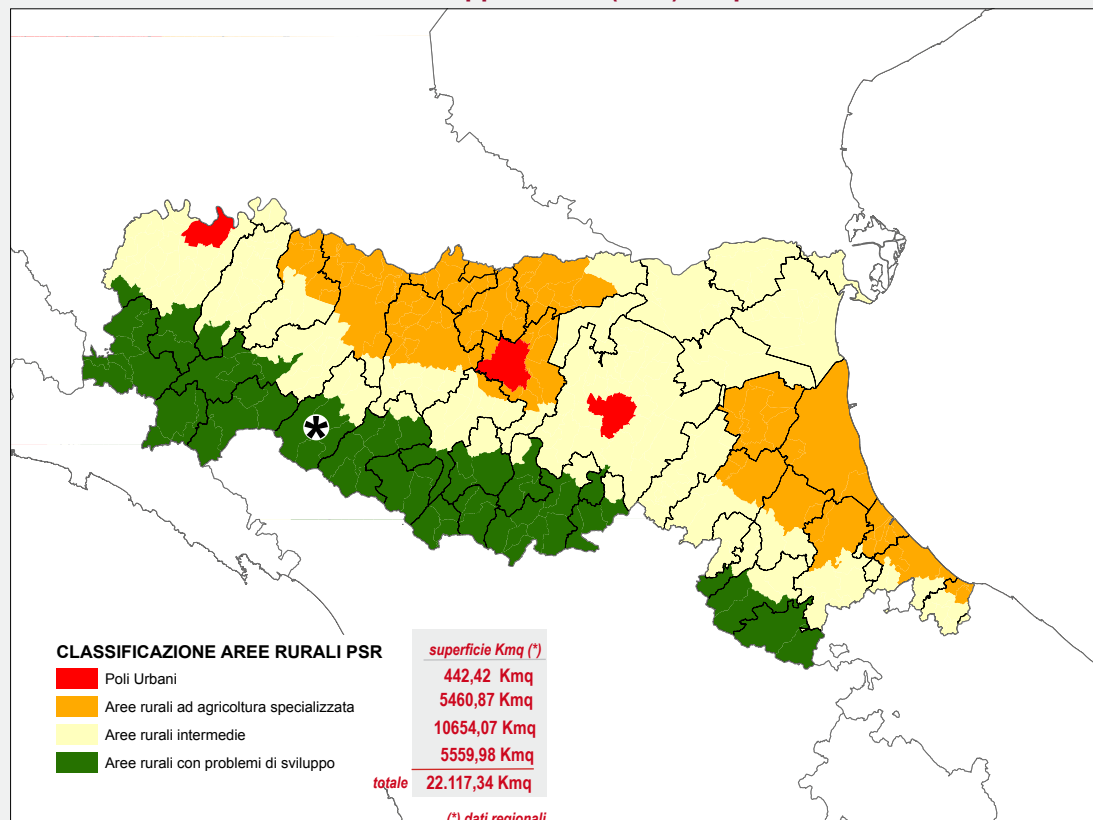 CLASSIFICAZIONE AREE RURALI PSR
superficie Kmq (*)
Poli Urbani
442,42 Kmq
Aree rurali ad agricoltura specializzata
5460,87 Kmq
Aree rurali intermedie
10654,07 Kmq
Aree rurali con problemi di sviluppo
5559,98 Kmq
totale 22.117,34 Kmq
(*) dati regionali
*